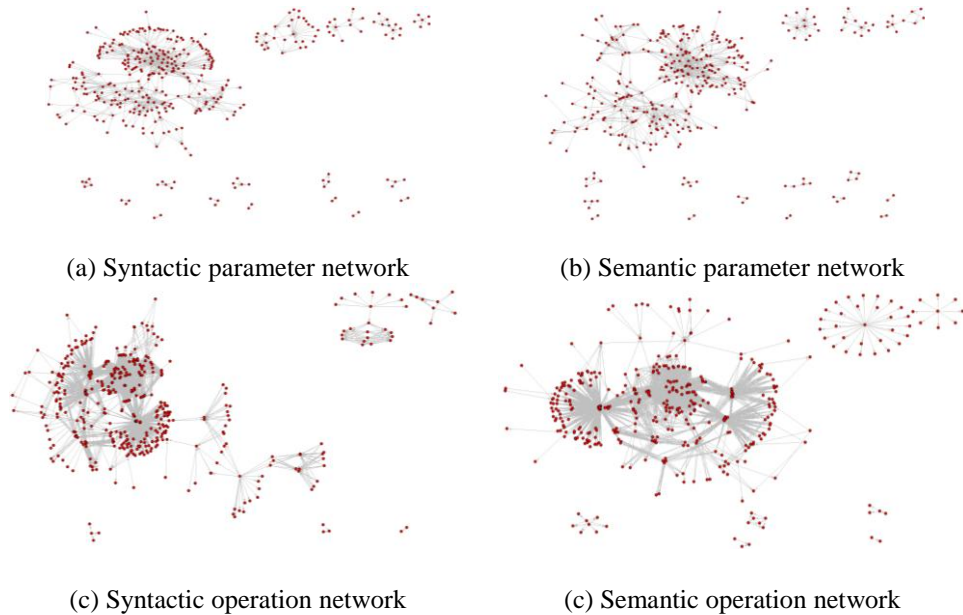 (a) Syntactic parameter network
(b) Semantic parameter network
(c) Syntactic operation network
(c) Semantic operation network